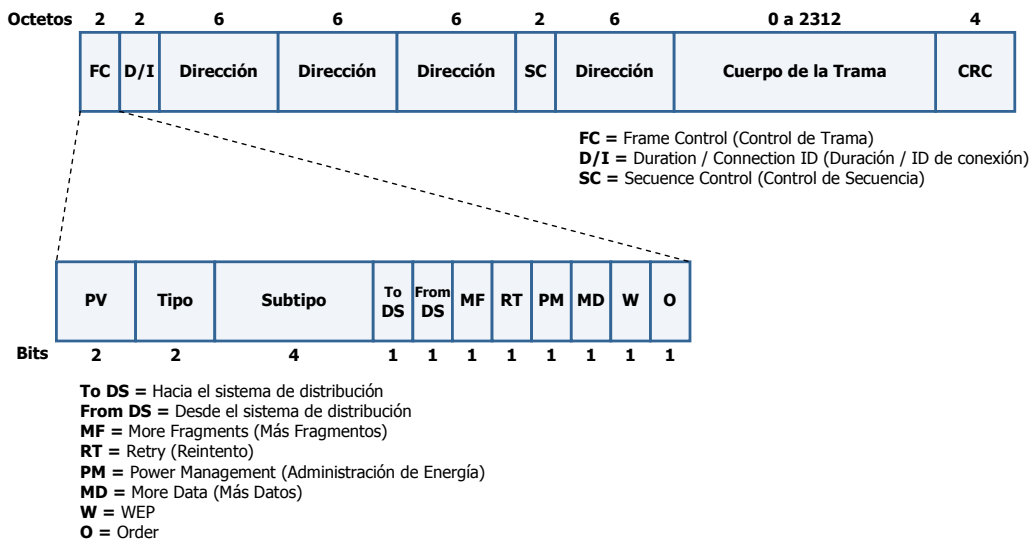 Octetos 2 2 6 6 6 2 6 0 a 2312 4
FC D/I Dirección Dirección Dirección SC Dirección Cuerpo de la Trama CRC
FC = Frame Control (Control de Trama)
D/I = Duration / Connection ID (Duración / ID de conexión)
SC = Secuence Control (Control de Secuencia)
PV Tipo Subtipo To DS From DS MF RT PM MD W O
Bits 2 2 4 1 1 1 1 1 1 1 1
To DS = Hacia el sistema de distribución
From DS = Desde el sistema de distribución
MF = More Fragments (Más Fragmentos)
RT = Retry (Reintento)
PM = Power Management (Administración de Energía)
MD = More Data (Más Datos)
W = WEP
O = Order